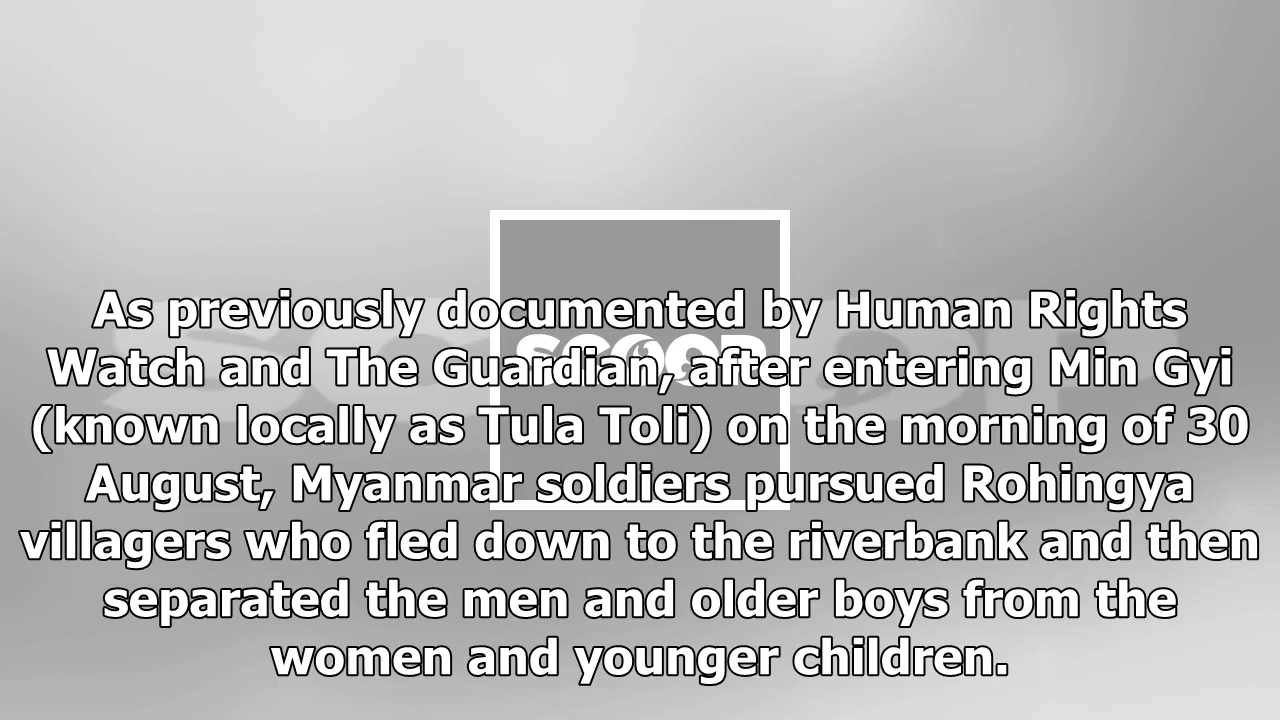 As previously documented by Human Rights
Watch and The Guardian, after entering Min Gyi
(known locally as Tula Toli) on the morning of 30
August, Myanmar soldiers pursued Rohingya
villagers who fled down to the riverbank and then
separated the men and older boys from the
women and younger children.
SCOOP
SCOOP